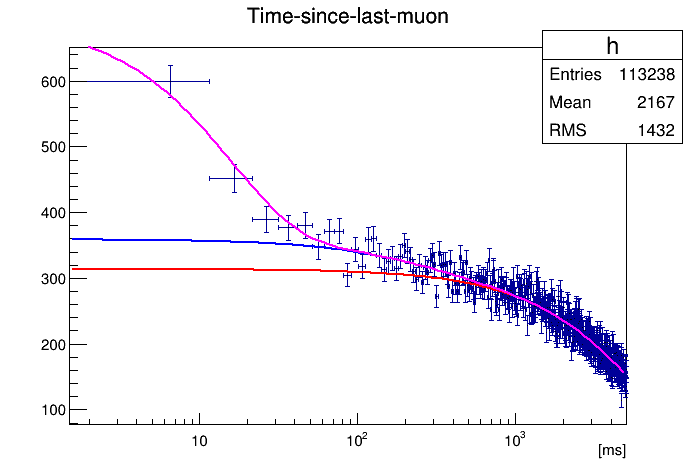 Time-since-last-muon
h
Entries 113238
Mean 2167
RMS 1432
600
500
400
300
200
100
10
10²
10³
[ms]